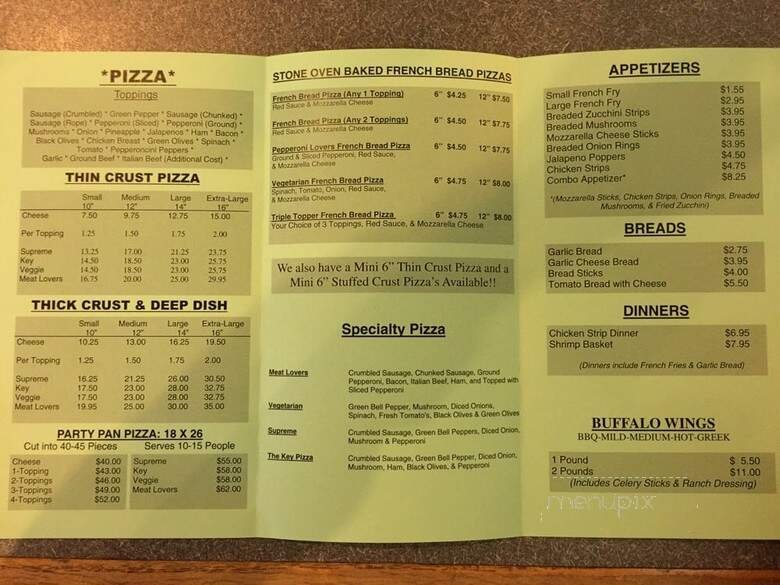 *PIZZA*
Toppings
Sausage (Crumbled) * Green Pepper * Sausage (Chunked) *
Sausage (Rope) * Pepperoni (Sliced) * Pepperoni (Ground) *
Mushrooms * Onion * Pineapple * Jalapenos * Ham * Bacon *
Black Olives * Chicken Breast * Green Olives * Spinach *
Tomato * Pepperoncini Peppers *
Garlic * Ground Beef * Italian Beef (Additional Cost) *
THIN CRUST PIZZA
Small Medium Large Extra-Large
10" 12" 14" 16"
Cheese 7.50 9.75 12.75 15.00
Per Topping 1.25 1.50 1.75 2.00
Supreme 13.25 17.00 21.25 23.75
Key 14.50 18.50 23.00 25.75
Veggie 14.50 18.50 23.00 25.75
Meat Lovers 16.75 20.00 25.00 29.95
THICK CRUST & DEEP DISH
Small Medium Large Extra-Large
10" 12" 14" 16"
Cheese 10.25 13.00 16.25 19.50
Per Topping 1.25 1.50 1.75 2.00
Supreme 16.25 21.25 26.00 30.50
Key 17.50 23.00 28.00 32.75
Veggie 17.50 23.00 28.00 32.75
Meat Lovers 19.95 25.00 30.00 35.00
PARTY PAN PIZZA: 18 X 26
Cut into 40-45 Pieces Serves 10-15 People
Cheese $40.00 Supreme $55.00
1-Topping $43.00 Key $58.00
2-Toppings $46.00 Veggie $58.00
3-Toppings $49.00 Meat Lovers $62.00
4-Toppings $52.00
STONE OVEN BAKED FRENCH BREAD PIZZAS
French Bread Pizza (Any 1 Topping) 6" $4.25 12" $7.50
Red Sauce & Mozzarella Cheese
French Bread Pizza (Any 2 Toppings) 6" $4.50 12" $7.75
Red Sauce & Mozzarella Cheese
Pepperoni Lovers French Bread Pizza 6" $4.50 12" $7.75
Ground & Sliced Pepperoni, Red Sauce,
& Mozzarella Cheese
Vegetarian French Bread Pizza 6" $4.75 12" $8.00
Spinach, Tomato, Onion, Red Sauce,
& Mozzarella Cheese
Triple Topper French Bread Pizza 6" $4.75 12" $8.00
Your Choice of 3 Toppings, Red Sauce, & Mozzarella Cheese
We also have a Mini 6" Thin Crust Pizza and a
Mini 6" Stuffed Crust Pizza's Available!!
Specialty Pizza
Meat Lovers Crumbled Sausage, Chunked Sausage, Ground
Pepperoni, Bacon, Italian Beef, Ham, and Topped with
Sliced Pepperoni
Vegetarian Green Bell Pepper, Mushroom, Diced Onions,
Spinach, Fresh Tomato's, Black Olives & Green Olives
Supreme Crumbled Sausage, Green Bell Peppers, Diced Onion,
Mushroom & Pepperoni
The Key Pizza Crumbled Sausage, Green Bell Pepper, Diced Onion,
Mushroom, Ham, Black Olives, & Pepperoni
APPETIZERS
Small French Fry $1.55
Large French Fry $2.95
Breaded Zucchini Strips $3.95
Breaded Mushrooms $3.95
Mozzarella Cheese Sticks $3.95
Breaded Onion Rings $3.95
Jalapeno Poppers $4.50
Chicken Strips $4.75
Combo Appetizer* $8.25
*(Mozzarella Sticks, Chicken Strips, Onion Rings, Breaded
Mushrooms, & Fried Zucchini)
BREADS
Garlic Bread $2.75
Garlic Cheese Bread $3.95
Bread Sticks $4.00
Tomato Bread with Cheese $5.50
DINNERS
Chicken Strip Dinner $6.95
Shrimp Basket $7.95
(Dinners include French Fries & Garlic Bread)
BUFFALO WINGS
BBQ-MILD-MEDIUM-HOT-GREEK
1 Pound $ 5.50
2 Pounds $11.00
(Includes Celery Sticks & Ranch Dressing)
menupix